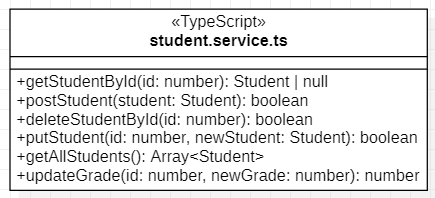 «TypeScript»
student.service.ts
+getStudentById(id: number): Student | null
+postStudent(student: Student): boolean
+deleteStudentById(id: number): boolean
+putStudent(id: number, newStudent: Student): boolean
+getAllStudents(): Array<Student>
+updateGrade(id: number, newGrade: number): number